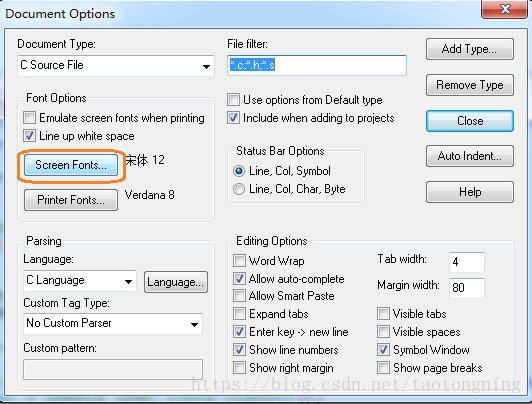 Document Options
Document Type:
C Source File
File filter:
*.c;*.h;*.s
Add Type...
Remove Type
Close
Auto Indent...
Help
Font Options
Emulate screen fonts when printing
Line up white space
Screen Fonts...
宋体 12
Printer Fonts...
Verdana 8
Use options from Default type
Include when adding to projects
Status Bar Options
Line, Col, Symbol
Line, Col, Char, Byte
Parsing
Language:
C Language
Language...
Custom Tag Type:
No Custom Parser
Custom pattern:
Editing Options
Word Wrap
Allow auto-complete
Allow Smart Paste
Expand tabs
Enter key -> new line
Show line numbers
Show right margin
Tab width:
4
Margin width:
80
Visible tabs
Visible spaces
Symbol Window
Show page breaks
https://blog.csdn.net/taotongning